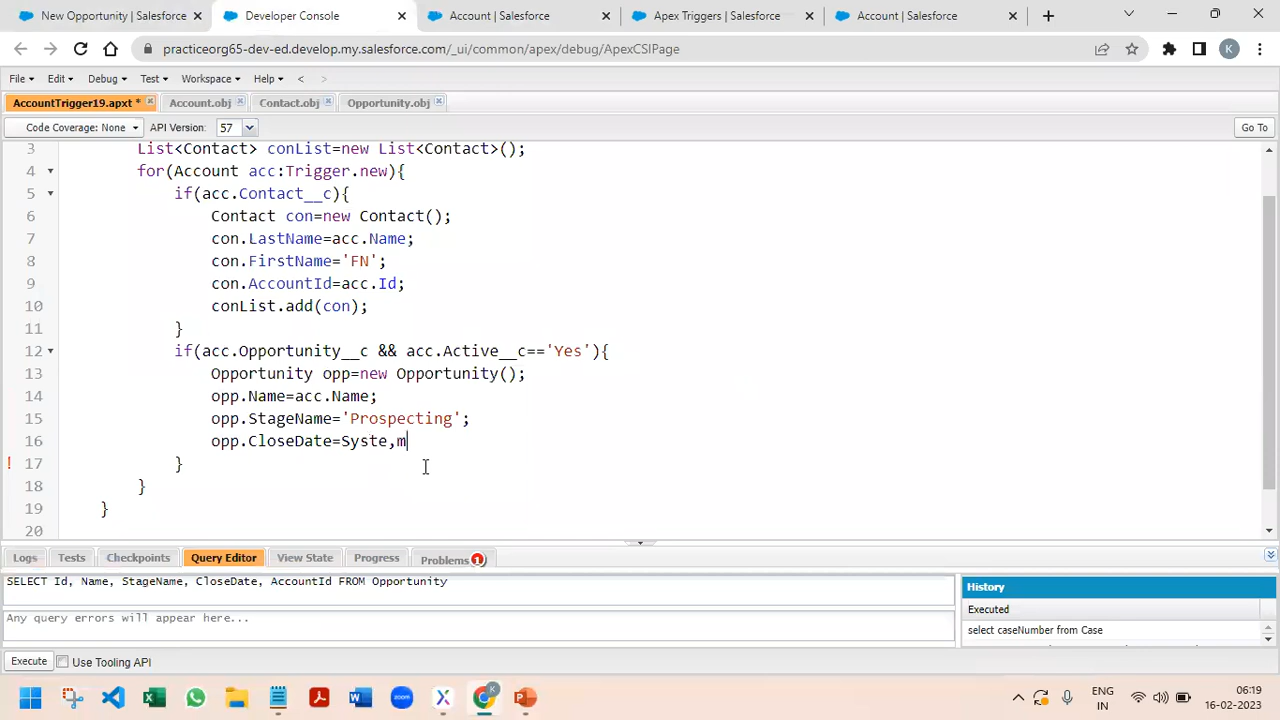 New Opportunity | Salesforce
Developer Console
Account | Salesforce
Apex Triggers | Salesforce
Account | Salesforce
practiceorg65-dev-ed.develop.my.salesforce.com/_ui/common/apex/debug/ApexCSIPage
K
File Edit Debug Test Workspace Help < >
AccountTrigger19.apxt * Account.obj Contact.obj Opportunity.obj
Code Coverage: None API Version: 57 Go To
3 List<Contact> conList=new List<Contact>();
4 for(Account acc:Trigger.new){
5 if(acc.Contact__c){
6 Contact con=new Contact();
7 con.LastName=acc.Name;
8 con.FirstName='FN';
9 con.AccountId=acc.Id;
10 conList.add(con);
11 }
12 if(acc.Opportunity__c && acc.Active__c=='Yes'){
13 Opportunity opp=new Opportunity();
14 opp.Name=acc.Name;
15 opp.StageName='Prospecting';
16 opp.CloseDate=Syste,m
! 17 }
18 }
19 }
20
Logs Tests Checkpoints Query Editor View State Progress Problems 1
SELECT Id, Name, StageName, CloseDate, AccountId FROM Opportunity
Any query errors will appear here...
History
Executed
select caseNumber from Case
Execute Use Tooling API
zoom
K
ENG
IN
06:19
16-02-2023